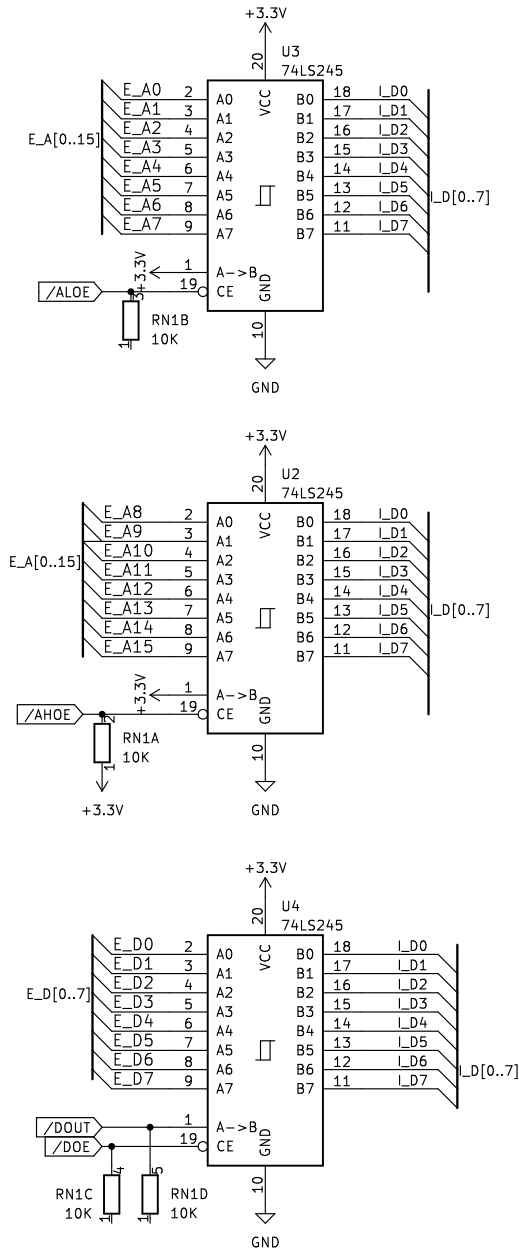 +3.3V
20
U3
74LS245
VCC
E_A0 2 A0 B0 18 I_D0
E_A1 3 A1 B1 17 I_D1
E_A2 4 A2 B2 16 I_D2
E_A[0..15]
E_A3 5 A3 B3 15 I_D3
E_A4 6 A4 B4 14 I_D4
E_A5 7 A5 B5 13 I_D5
I_D[0..7]
E_A6 8 A6 B6 12 I_D6
E_A7 9 A7 B7 11 I_D7
+3.3V
1 A->B
/ALOE 19 CE
GND
3
RN1B
10K
1
10
GND
+3.3V
20
U2
74LS245
VCC
E_A8 2 A0 B0 18 I_D0
E_A9 3 A1 B1 17 I_D1
E_A10 4 A2 B2 16 I_D2
E_A[0..15]
E_A11 5 A3 B3 15 I_D3
E_A12 6 A4 B4 14 I_D4
E_A13 7 A5 B5 13 I_D5
I_D[0..7]
E_A14 8 A6 B6 12 I_D6
E_A15 9 A7 B7 11 I_D7
+3.3V
1 A->B
/AHOE 19 CE
GND
2
RN1A
10K
1
+3.3V
10
GND
+3.3V
20
U4
74LS245
VCC
E_D0 2 A0 B0 18 I_D0
E_D1 3 A1 B1 17 I_D1
E_D2 4 A2 B2 16 I_D2
E_D[0..7]
E_D3 5 A3 B3 15 I_D3
E_D4 6 A4 B4 14 I_D4
E_D5 7 A5 B5 13 I_D5
E_D6 8 A6 B6 12 I_D6
I_D[0..7]
E_D7 9 A7 B7 11 I_D7
/DOUT 1 A->B
/DOE 19 CE
GND
4 5
RN1C RN1D
10K 10K
1 1
10
GND